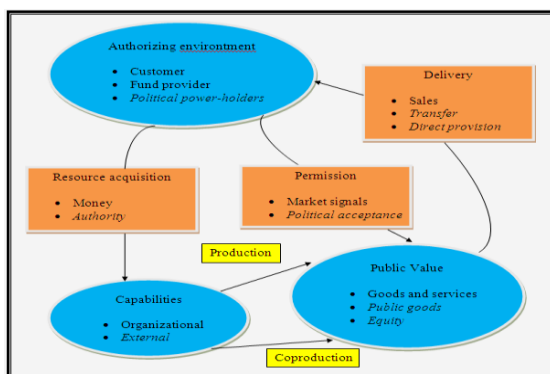 Authorizing environtment
• Customer
• Fund provider
• Political power-holders
Delivery
• Sales
• Transfer
• Direct provision
Resource acquisition
• Money
• Authority
Permission
• Market signals
• Political acceptance
Production
Capabilities
• Organizational
• External
Public Value
• Goods and services
• Public goods
• Equity
Coproduction